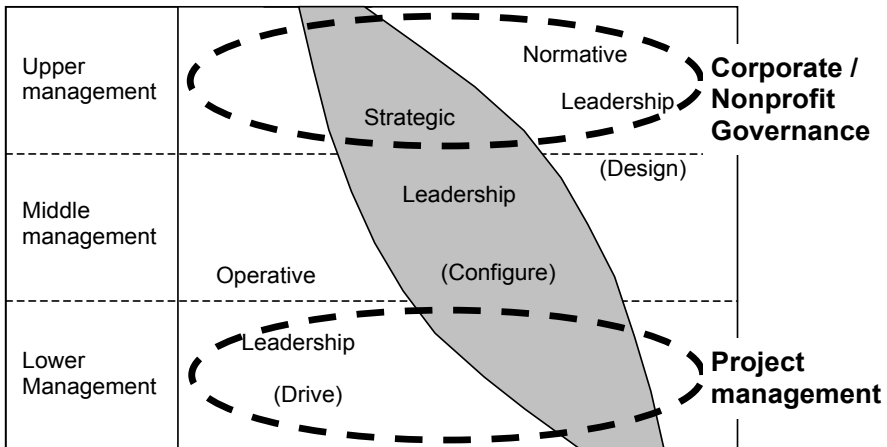 Upper
management
Normative
Leadership
(Design)
Corporate /
Nonprofit
Governance
Strategic
Leadership
(Configure)
Middle
management
Operative
Leadership
(Drive)
Lower
Management
Project
management